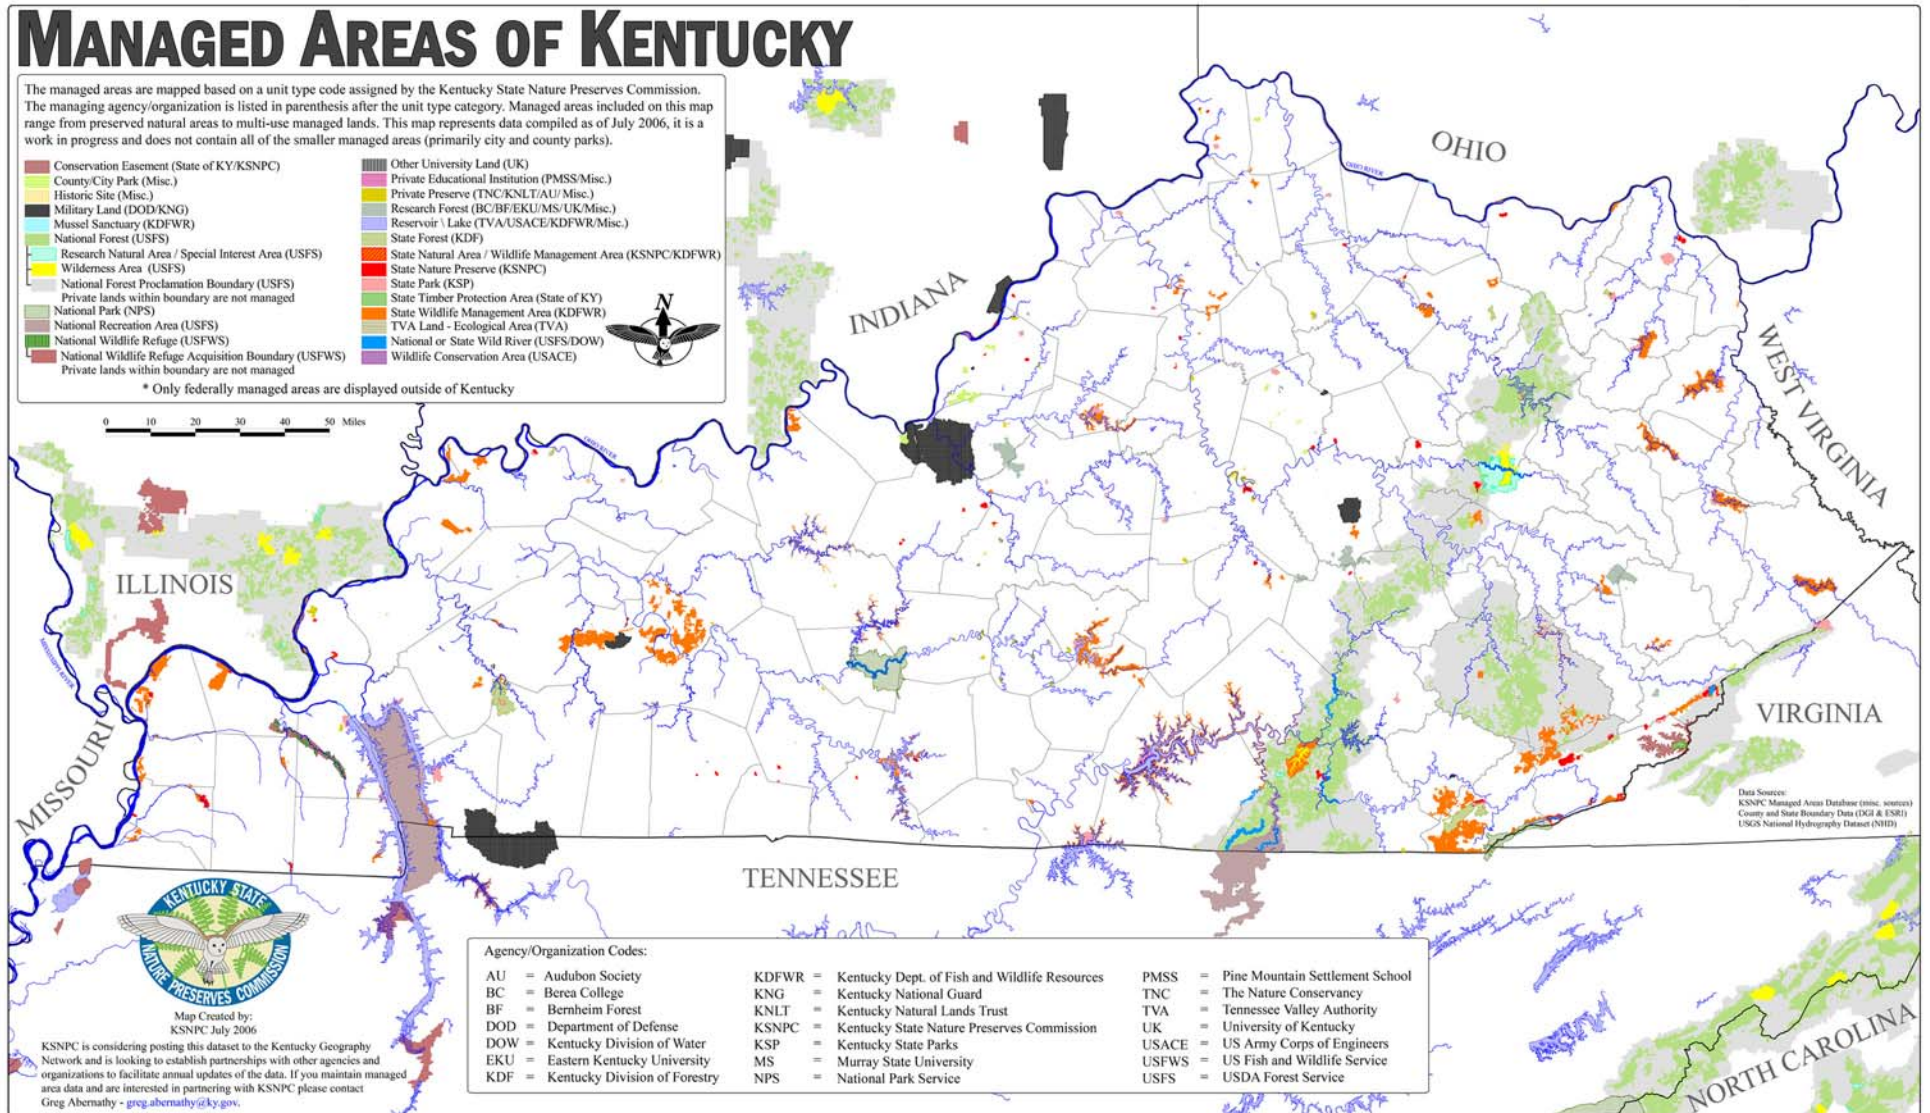 MANAGED AREAS OF KENTUCKY
The managed areas are mapped based on a unit type code assigned by the Kentucky State Nature Preserves Commission.
The managing agency/organization is listed in parenthesis after the unit type category. Managed areas included on this map
range from preserved natural areas to multi-use managed lands. This map represents data compiled as of July 2006, it is a
work in progress and does not contain all of the smaller managed areas (primarily city and county parks).
Conservation Easement (State of KY/KSNPC)
County/City Park (Misc.)
Historic Site (Misc.)
Military Land (DOD/KNG)
Mussel Sanctuary (KDFWR)
National Forest (USFS)
Research Natural Area / Special Interest Area (USFS)
Wilderness Area (USFS)
National Forest Proclamation Boundary (USFS)
Private lands within boundary are not managed
National Park (NPS)
National Recreation Area (USFS)
National Wildlife Refuge (USFWS)
National Wildlife Refuge Acquisition Boundary (USFWS)
Private lands within boundary are not managed
Other University Land (UK)
Private Educational Institution (PMSS/Misc.)
Private Preserve (TNC/KNLT/AU/ Misc.)
Research Forest (BC/BF/EKU/MS/UK/Misc.)
Reservoir \ Lake (TVA/USACE/KDFWR/Misc.)
State Forest (KDF)
State Natural Area / Wildlife Management Area (KSNPC/KDFWR)
State Nature Preserve (KSNPC)
State Park (KSP)
State Timber Protection Area (State of KY)
State Wildlife Management Area (KDFWR)
TVA Land - Ecological Area (TVA)
National or State Wild River (USFS/DOW)
Wildlife Conservation Area (USACE)
N
* Only federally managed areas are displayed outside of Kentucky
0 10 20 30 40 50 Miles
OHIO
OHIO RIVER
INDIANA
WEST VIRGINIA
OHIO RIVER
ILLINOIS
MISSISSIPPI RIVER
MISSOURI
VIRGINIA
TENNESSEE
NORTH CAROLINA
Data Sources:
KSNPC Managed Areas Database (misc. sources)
County and State Boundary Data (DGI & ESRI)
USGS National Hydrography Dataset (NHD)
KENTUCKY STATE
NATURE PRESERVES COMMISSION
Map Created by:
KSNPC July 2006
KSNPC is considering posting this dataset to the Kentucky Geography
Network and is looking to establish partnerships with other agencies and
organizations to facilitate annual updates of the data. If you maintain managed
area data and are interested in partnering with KSNPC please contact
Greg Abernathy - greg.abernathy@ky.gov.
Agency/Organization Codes:
AU = Audubon Society
BC = Berea College
BF = Bernheim Forest
DOD = Department of Defense
DOW = Kentucky Division of Water
EKU = Eastern Kentucky University
KDF = Kentucky Division of Forestry
KDFWR = Kentucky Dept. of Fish and Wildlife Resources
KNG = Kentucky National Guard
KNLT = Kentucky Natural Lands Trust
KSNPC = Kentucky State Nature Preserves Commission
KSP = Kentucky State Parks
MS = Murray State University
NPS = National Park Service
PMSS = Pine Mountain Settlement School
TNC = The Nature Conservancy
TVA = Tennessee Valley Authority
UK = University of Kentucky
USACE = US Army Corps of Engineers
USFWS = US Fish and Wildlife Service
USFS = USDA Forest Service